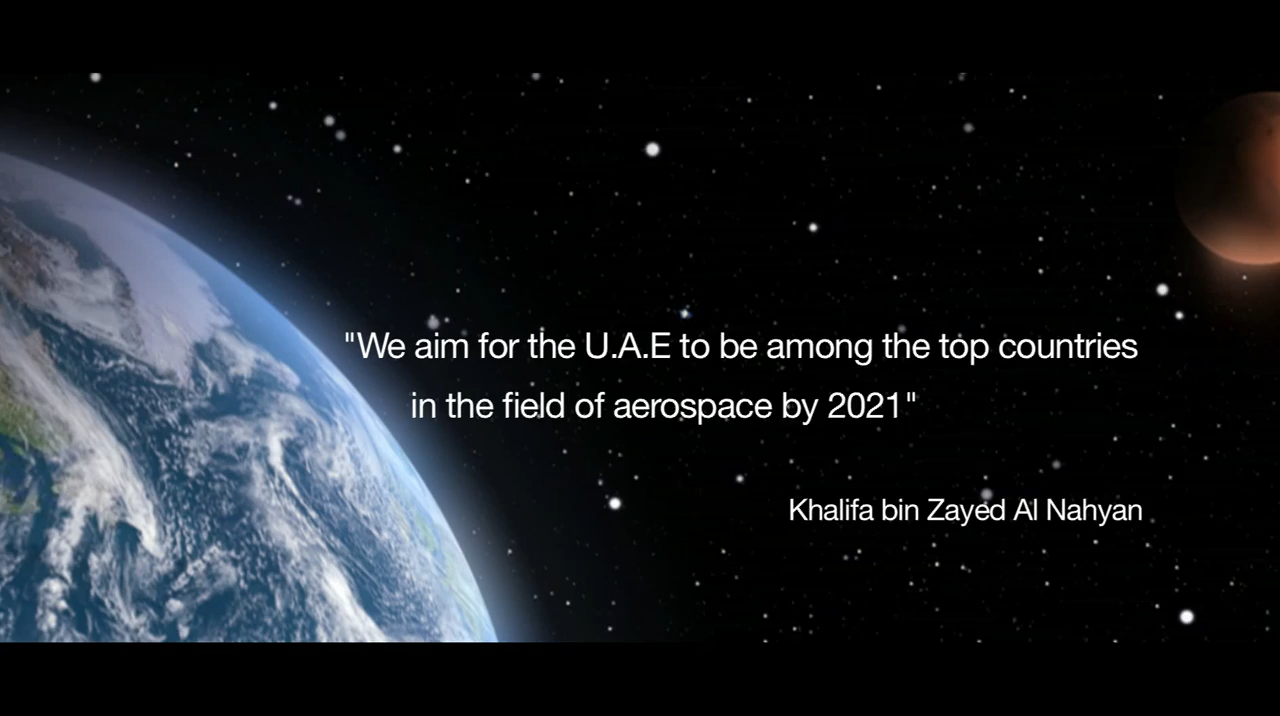 "We aim for the U.A.E to be among the top countries
in the field of aerospace by 2021"
Khalifa bin Zayed Al Nahyan